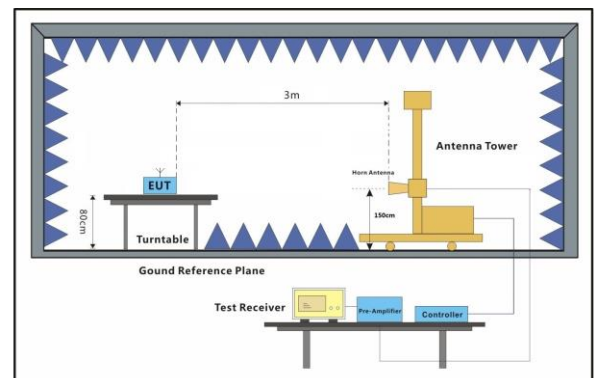 3m
Antenna Tower
Horn Antenna
EUT
150cm
80cm
Turntable
Gound Reference Plane
Test Receiver
Pre-Amplifier
Controller